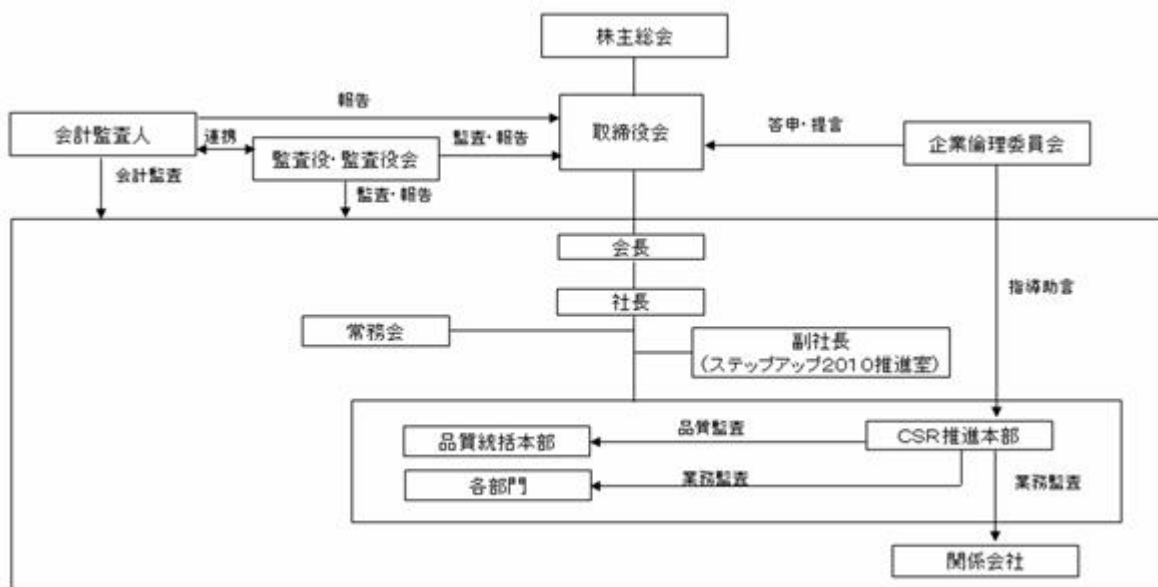 株主総会
報告
会計監査人
連携
取締役会
答申・提言
企業倫理委員会
監査役・監査役会
監査・報告
会計監査
監査・報告
会長
社長
指導助言
常務会
副社長
(ステップアップ2010推進室)
品質統括本部
品質監査
CSR推進本部
各部門
業務監査
業務監査
関係会社